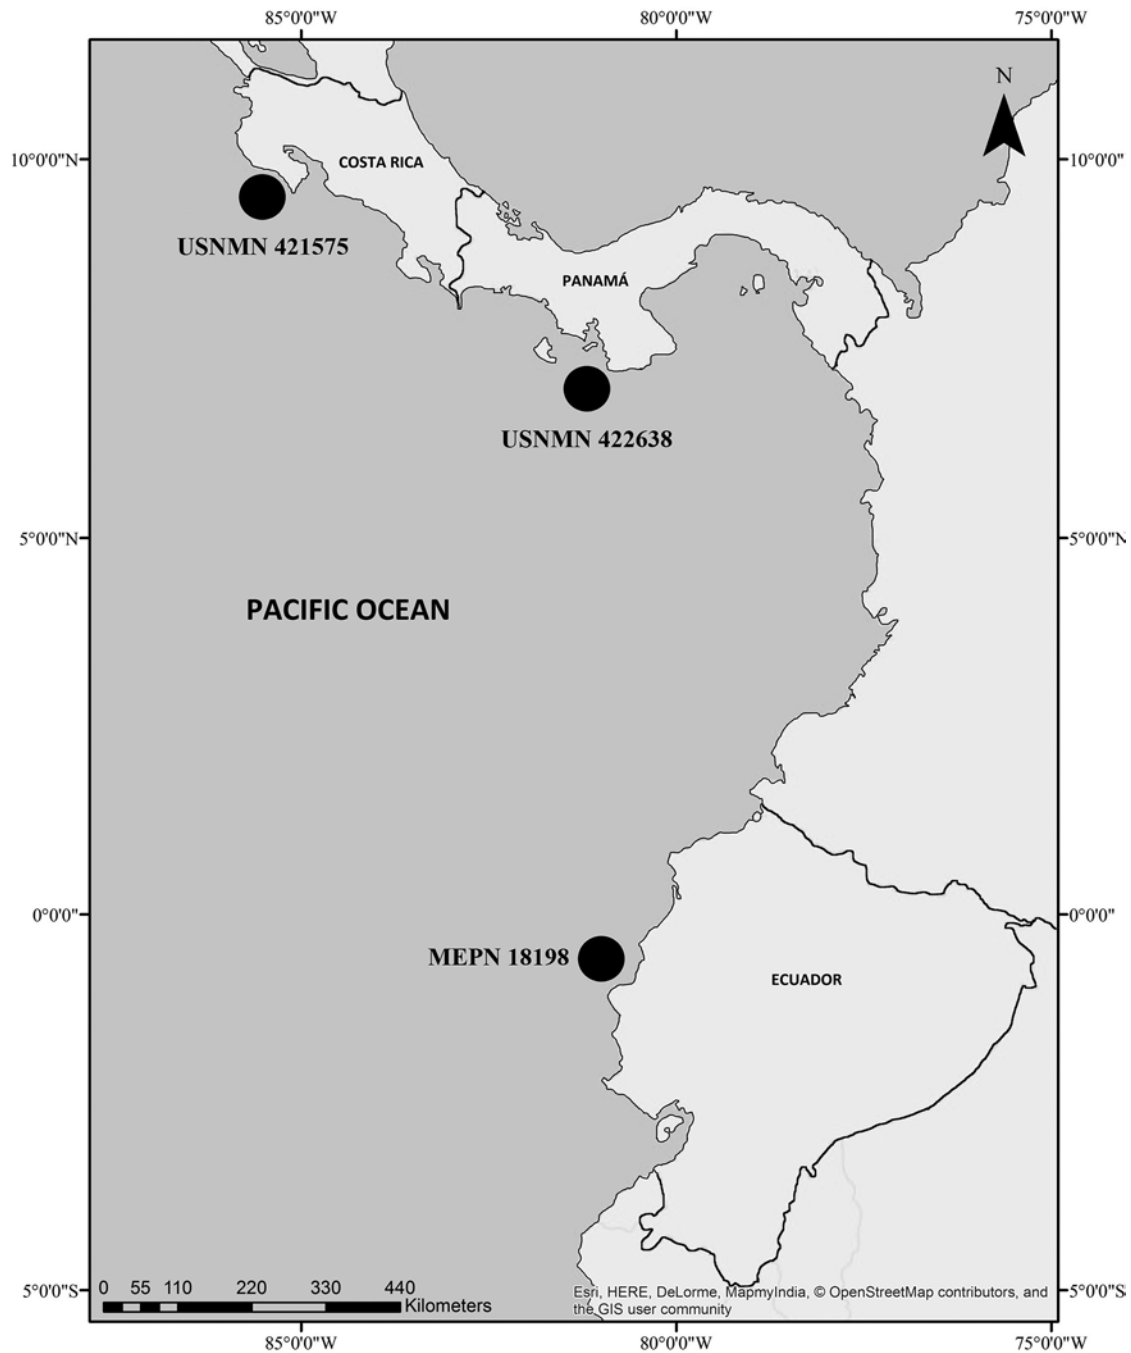 85°0'0"W 80°0'0"W 75°0'0"W
N
10°0'0"N 10°0'0"
COSTA RICA
USNMN 421575
PANAMÁ
USNMN 422638
5°0'0"N 5°0'0"N
PACIFIC OCEAN
0°0'0" 0°0'0"
MEPN 18198
ECUADOR
0 55 110 220 330 440
Kilometers
Esri, HERE, DeLorme, MapmyIndia, © OpenStreetMap contributors, and
the GIS user community
5°0'0"S 5°0'0"S
85°0'0"W 80°0'0"W 75°0'0"W